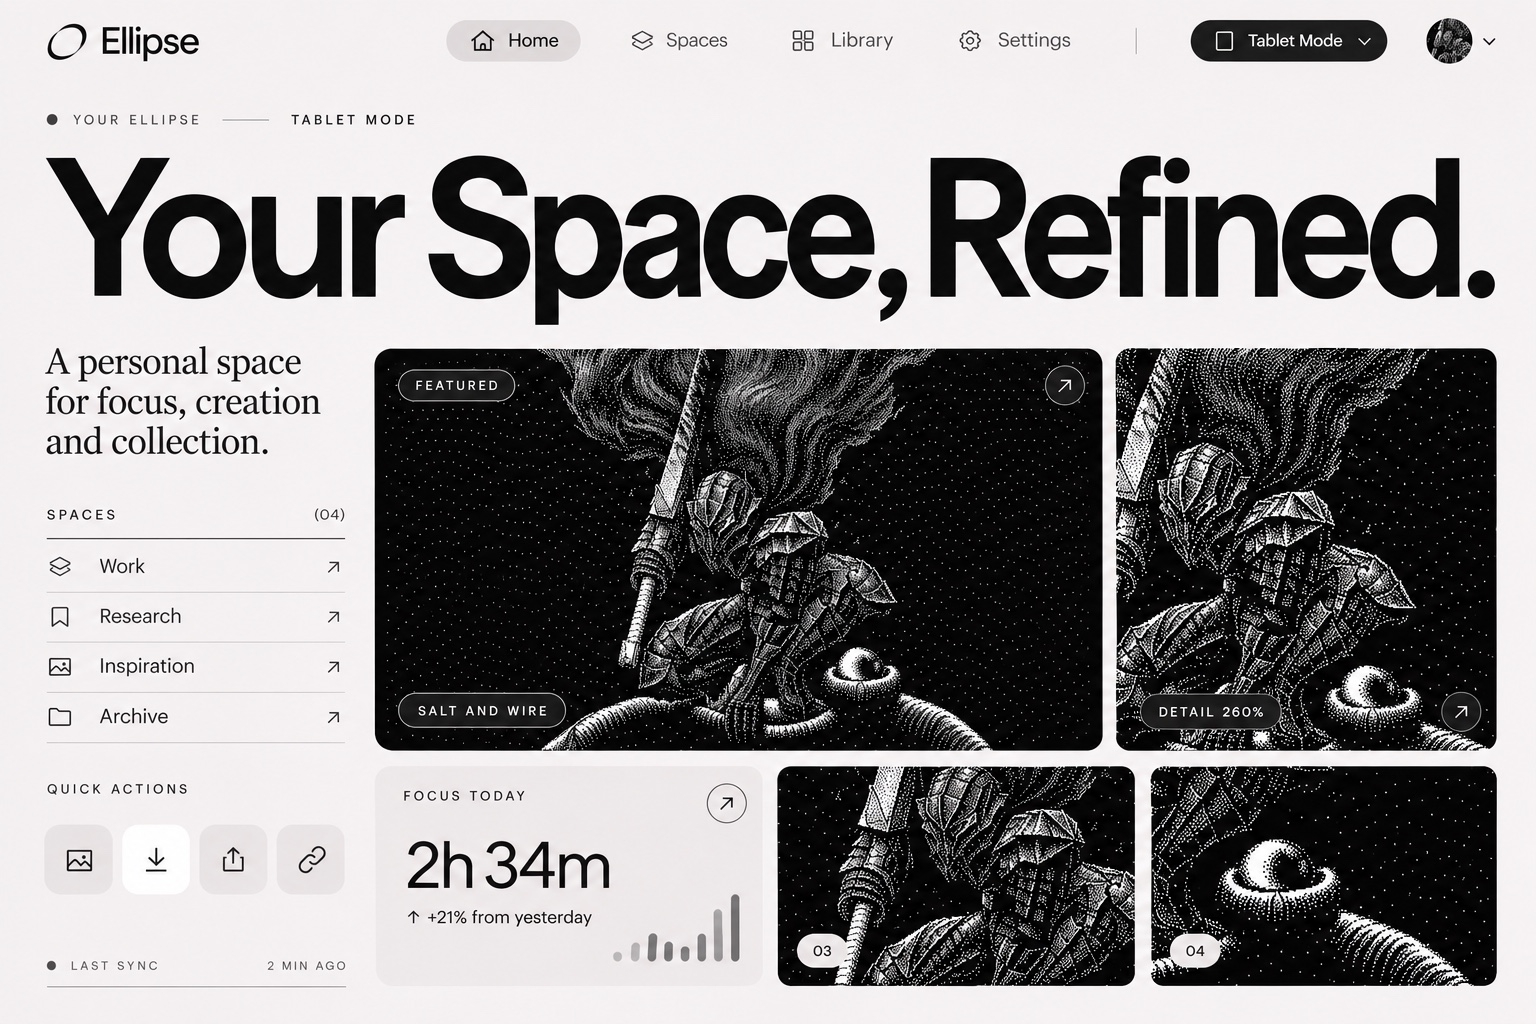 Ellipse
Home
Spaces
Library
Settings
Tablet Mode
YOUR ELLIPSE
TABLET MODE
Your Space, Refined.
A personal space
for focus, creation
and collection.
SPACES (04)
Work
Research
Inspiration
Archive
QUICK ACTIONS
LAST SYNC 2 MIN AGO
FEATURED
SALT AND WIRE
DETAIL 260%
FOCUS TODAY
2h 34m
↑ +21% from yesterday
03
04